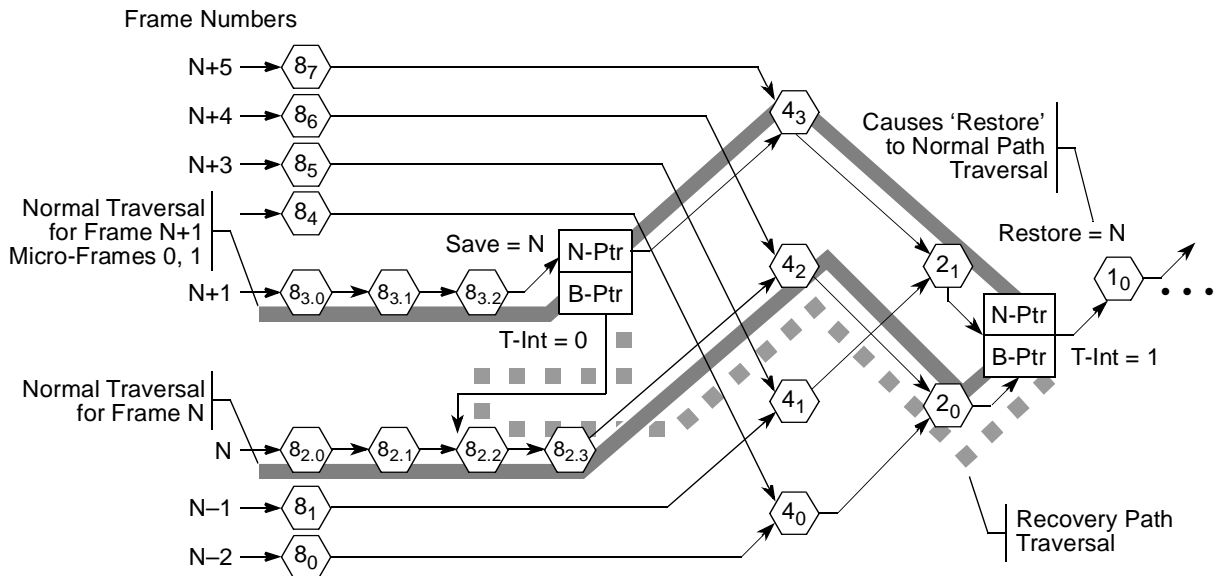 Frame Numbers
N+5 8₇
N+4 8₆
N+3 8₅
8₄
4₃
Causes ‘Restore’
to Normal Path
Traversal
Normal Traversal
for Frame N+1
Micro-Frames 0, 1
Save = N
N-Ptr
B-Ptr
4₂
2₁
Restore = N
1₀
N+1 8₃.₀ 8₃.₁ 8₃.₂
T-Int = 0
N-Ptr
B-Ptr
T-Int = 1
• • •
Normal Traversal
for Frame N
4₁
2₀
N 8₂.₀ 8₂.₁ 8₂.₂ 8₂.₃
N–1 8₁
4₀
N–2 8₀
Recovery Path
Traversal